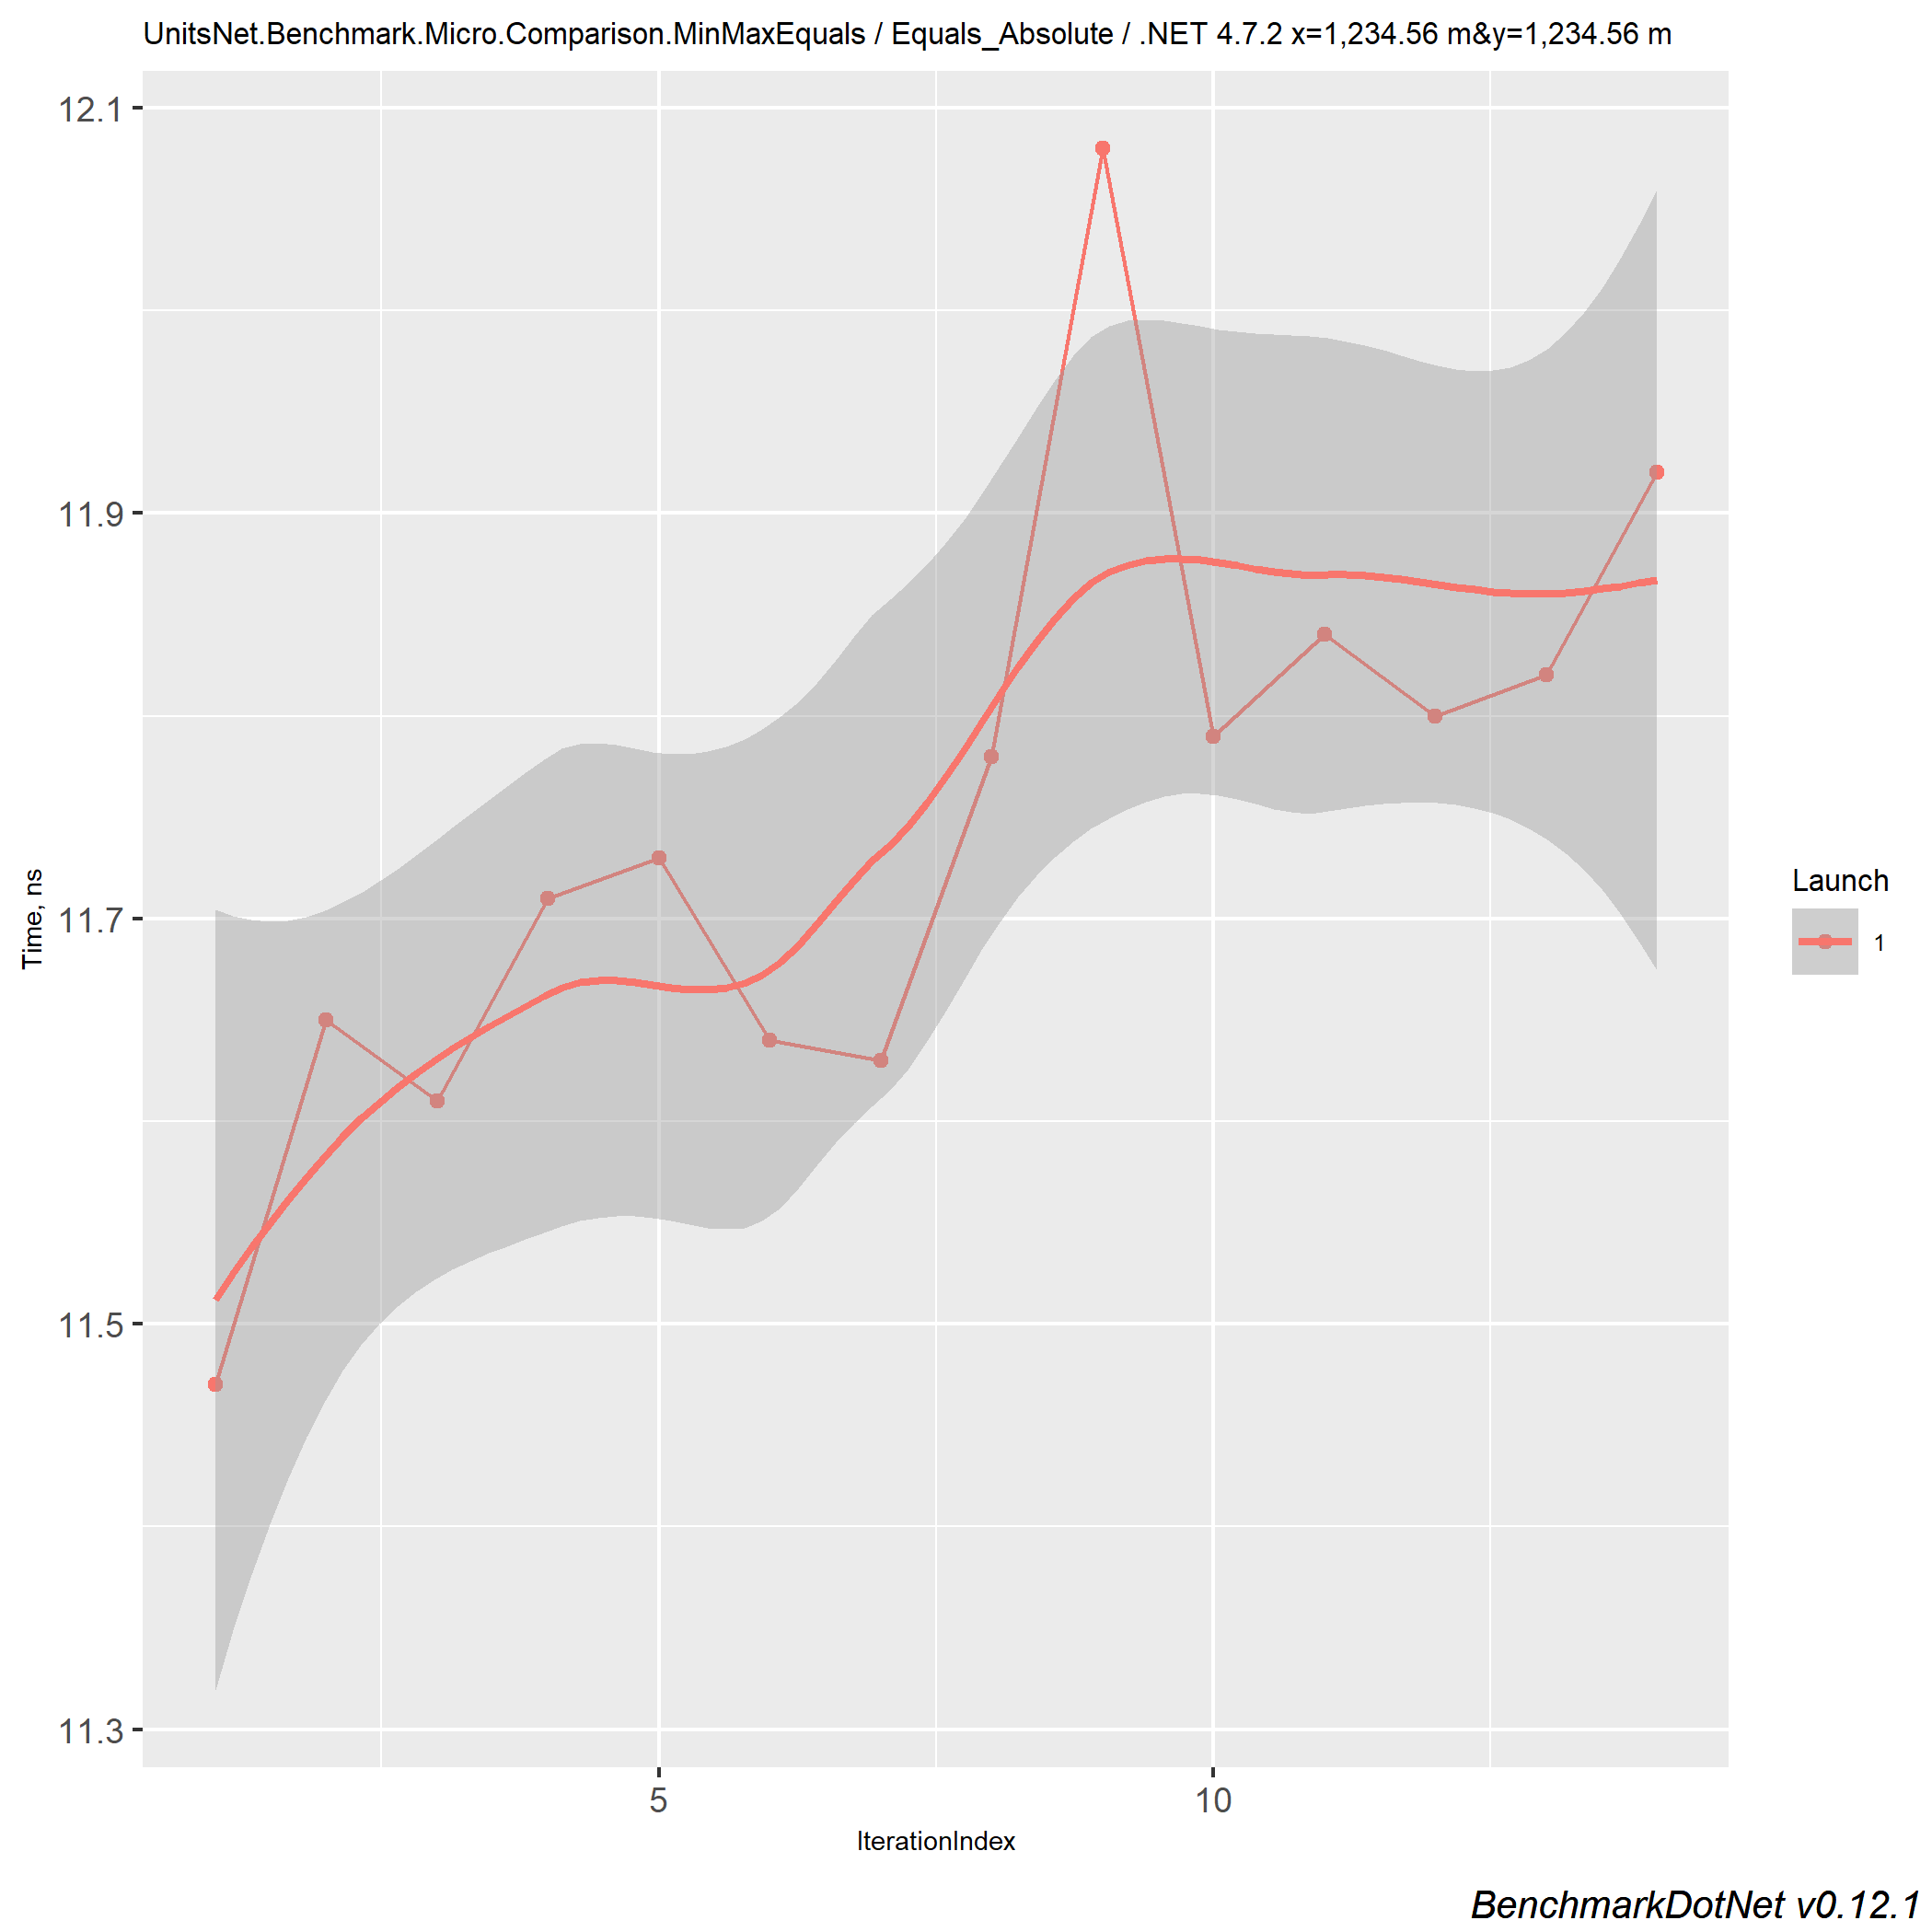 UnitsNet.Benchmark.Micro.Comparison.MinMaxEquals / Equals_Absolute / .NET 4.7.2 x=1,234.56 m&y=1,234.56 m
12.1
11.9
11.7
11.5
11.3
Time, ns
5
10
IterationIndex
Launch
1
BenchmarkDotNet v0.12.1